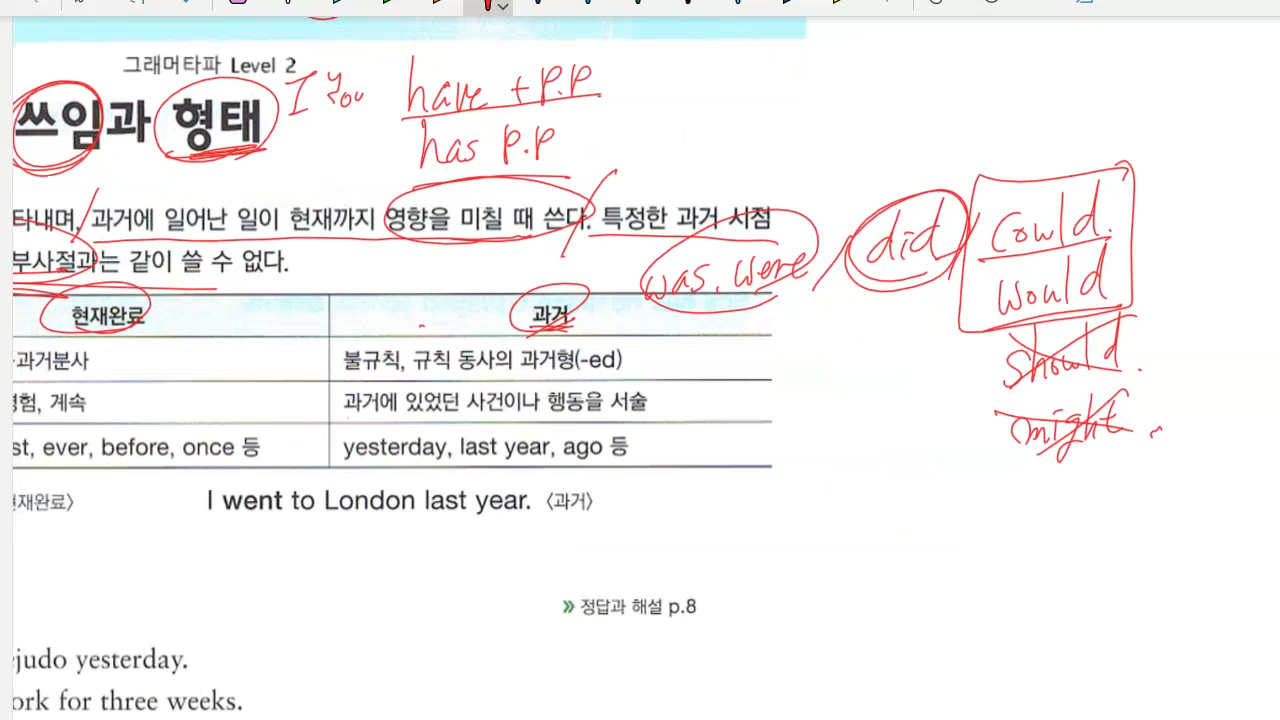 그래머타파 Level 2
쓰임과 형태
I You
have + p.p
has p.p
타내며, 과거에 일어난 일이 현재까지 영향을 미칠 때 쓴다. 특정한 과거 시점
부사절과는 같이 쓸 수 없다.
was. were
did
could.
would
should.
might
현재완료 과거
과거분사 불규칙, 규칙 동사의 과거형(-ed)
험, 계속 과거에 있었던 사건이나 행동을 서술
st, ever, before, once 등 yesterday, last year, ago 등
재완료〉 I went to London last year. 〈과거〉
» 정답과 해설 p.8
ejudo yesterday.
ork for three weeks.